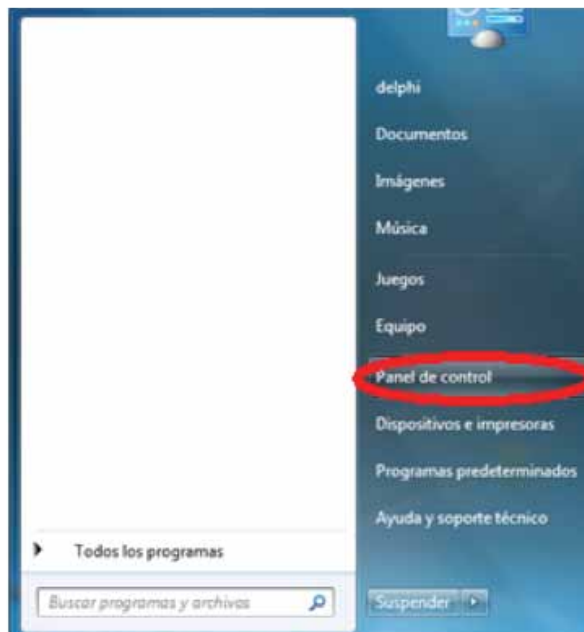 delphi
Documentos
Imágenes
Música
Juegos
Equipo
Panel de control
Dispositivos e impresoras
Programas predeterminados
Ayuda y soporte técnico
Todos los programas
Buscar programas y archivos
Suspender